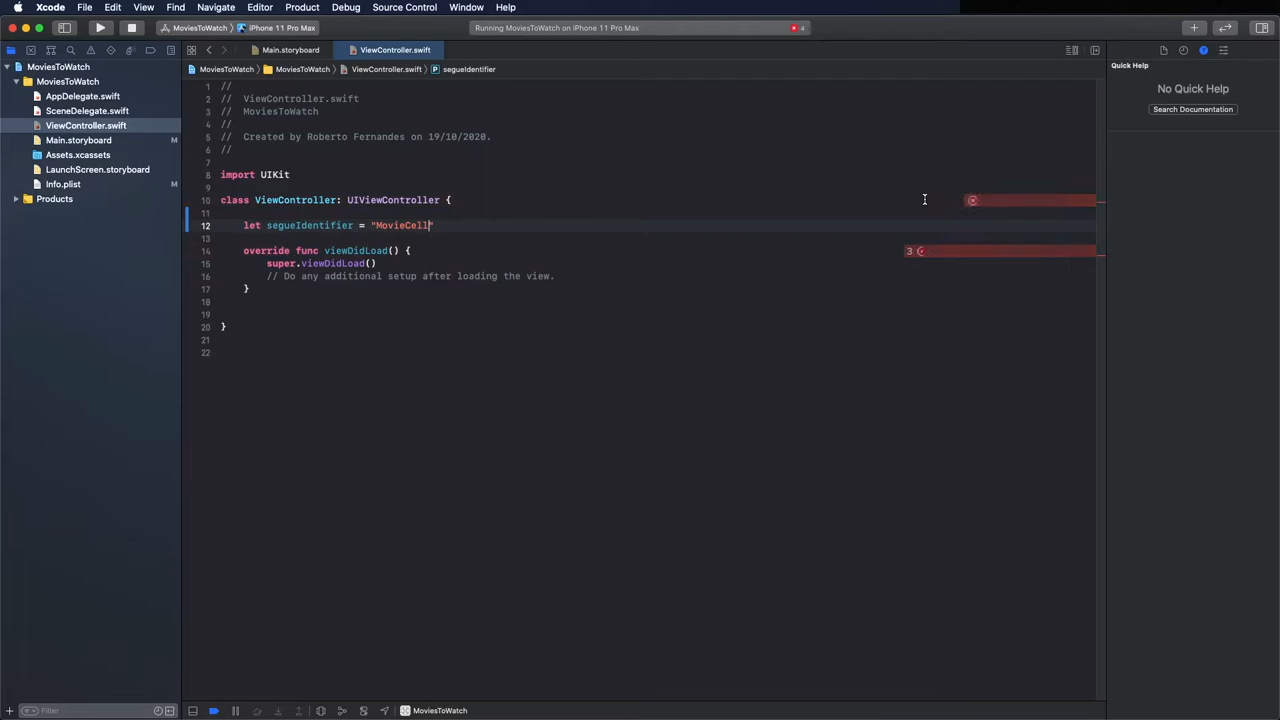 Xcode File Edit View Find Navigate Editor Product Debug Source Control Window Help
MoviesToWatch 〉 iPhone 11 Pro Max
Running MoviesToWatch on iPhone 11 Pro Max
4
Main.storyboard
ViewController.swift
MoviesToWatch
MoviesToWatch
AppDelegate.swift
SceneDelegate.swift
ViewController.swift
Main.storyboard M
Assets.xcassets
LaunchScreen.storyboard
Info.plist M
Products
Filter
MoviesToWatch 〉 MoviesToWatch 〉 ViewController.swift 〉 P segueIdentifier
1 //
2 //  ViewController.swift
3 //  MoviesToWatch
4 //
5 //  Created by Roberto Fernandes on 19/10/2020.
6 //
7
8 import UIKit
9
10 class ViewController: UIViewController {
11
12     let segueIdentifier = "MovieCell"
13
14     override func viewDidLoad() {
3
15         super.viewDidLoad()
16         // Do any additional setup after loading the view.
17     }
18
19
20 }
21
22
MoviesToWatch
Quick Help
No Quick Help
Search Documentation